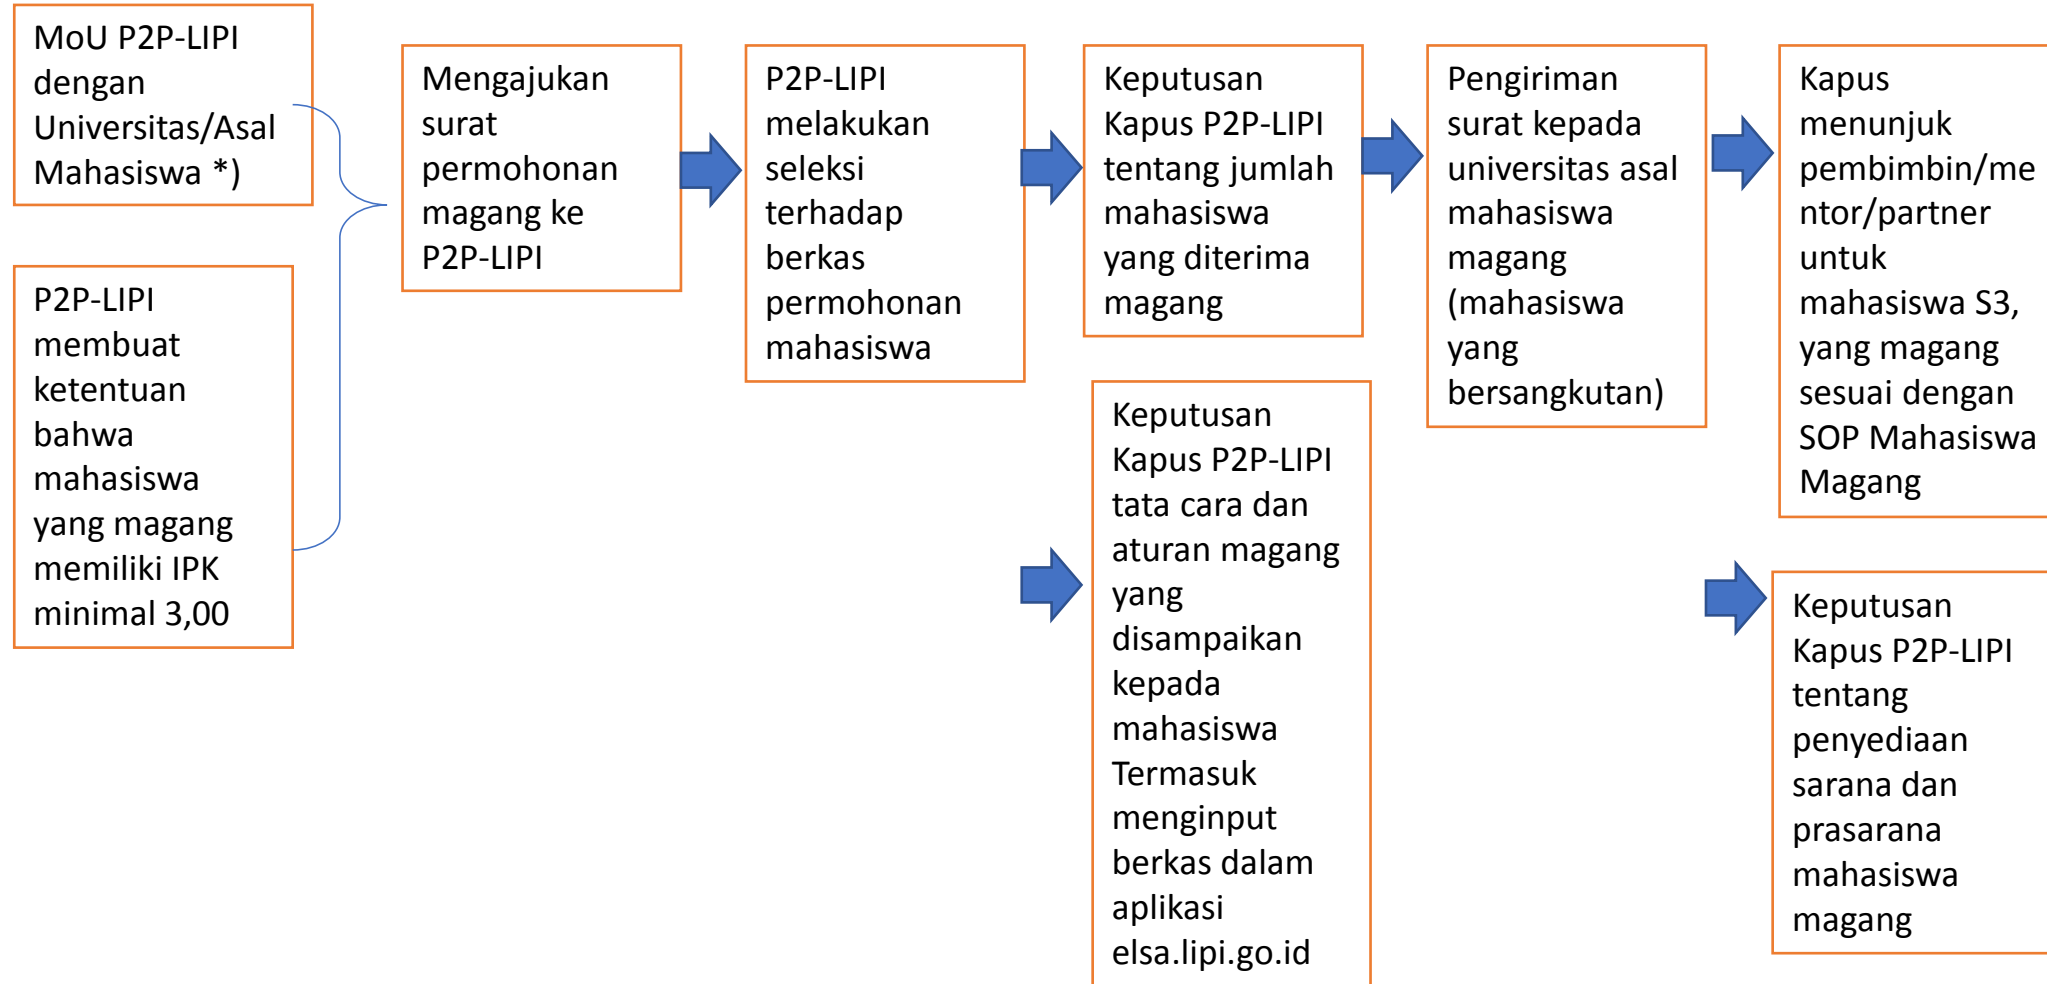 MoU P2P-LIPI
dengan
Universitas/Asal
Mahasiswa *)
P2P-LIPI
membuat
ketentuan
bahwa
mahasiswa
yang magang
memiliki IPK
minimal 3,00
Mengajukan
surat
permohonan
magang ke
P2P-LIPI
P2P-LIPI
melakukan
seleksi
terhadap
berkas
permohonan
mahasiswa
Keputusan
Kapus P2P-LIPI
tentang jumlah
mahasiswa
yang diterima
magang
Keputusan
Kapus P2P-LIPI
tata cara dan
aturan magang
yang
disampaikan
kepada
mahasiswa
Termasuk
menginput
berkas dalam
aplikasi
elsa.lipi.go.id
Pengiriman
surat kepada
universitas asal
mahasiswa
magang
(mahasiswa
yang
bersangkutan)
Kapus
menunjuk
pembimbin/me
ntor/partner
untuk
mahasiswa S3,
yang magang
sesuai dengan
SOP Mahasiswa
Magang
Keputusan
Kapus P2P-LIPI
tentang
penyediaan
sarana dan
prasarana
mahasiswa
magang